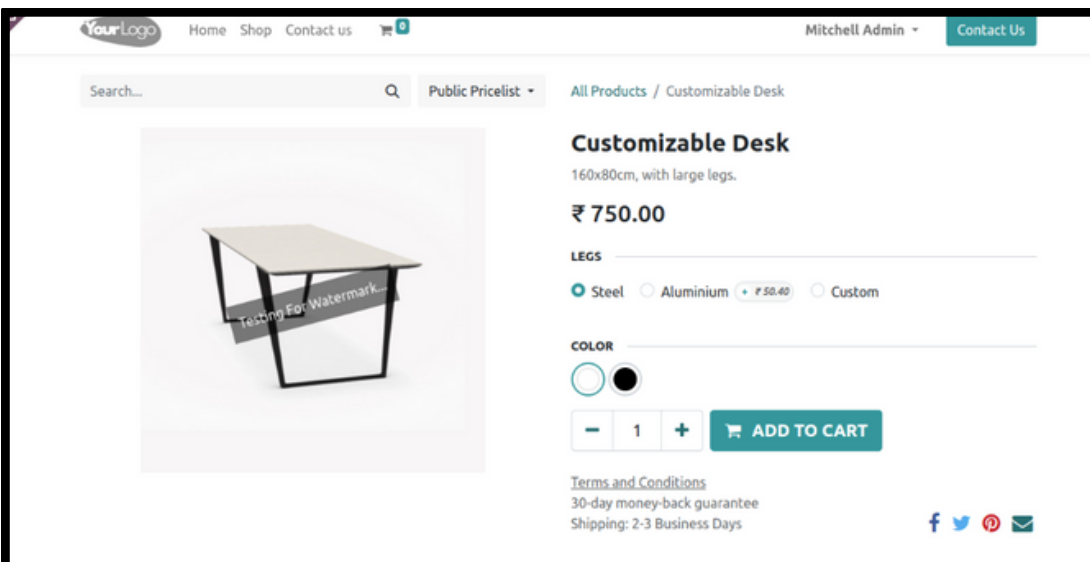 YourLogo Home Shop Contact us 0 Mitchell Admin Contact Us
Search... Public Pricelist All Products / Customizable Desk
Customizable Desk
160x80cm, with large legs.
₹ 750.00
LEGS
Steel Aluminium + ₹ 50.40 Custom
Testing For Watermark...
COLOR
1 ADD TO CART
Terms and Conditions
30-day money-back guarantee
Shipping: 2-3 Business Days